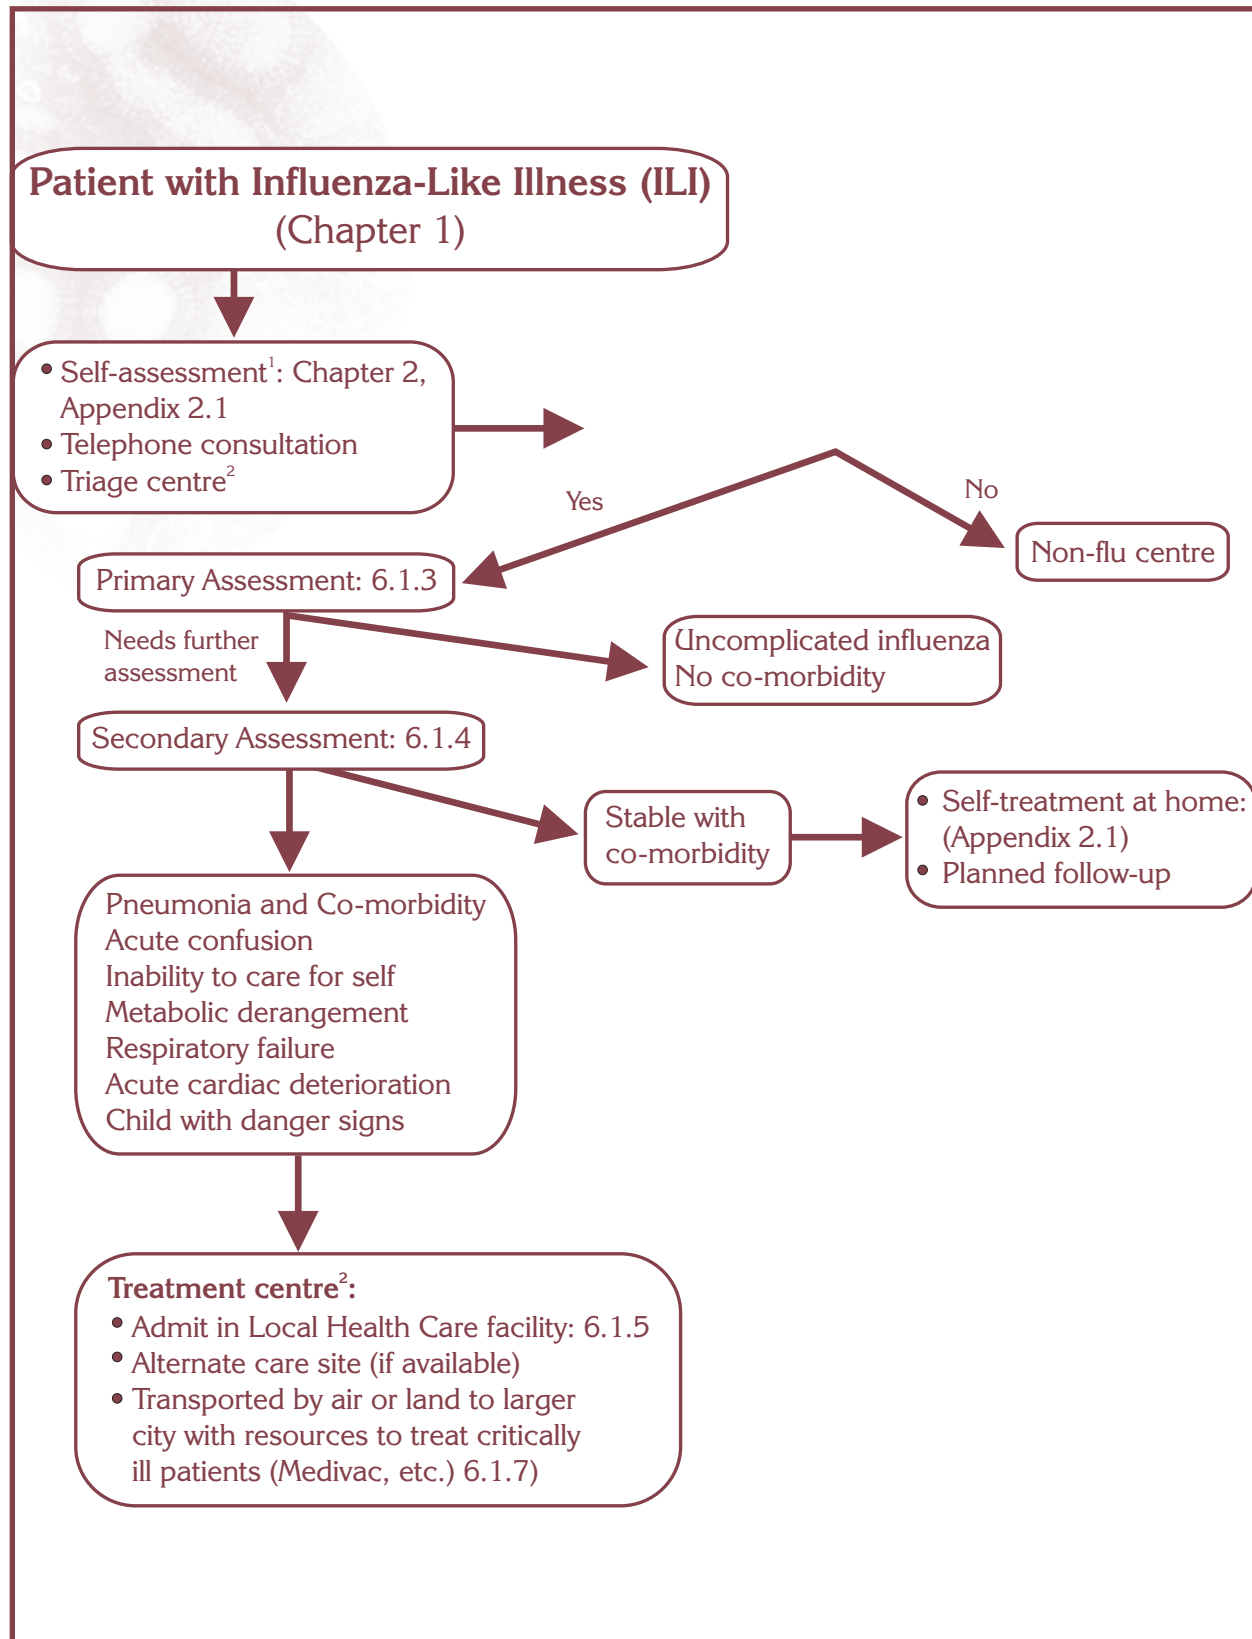 Patient with Influenza-Like Illness (ILI)
(Chapter 1)
• Self-assessment¹: Chapter 2,
Appendix 2.1
• Telephone consultation
• Triage centre²
Yes
No
Non-flu centre
Primary Assessment: 6.1.3
Needs further
assessment
Uncomplicated influenza
No co-morbidity
Secondary Assessment: 6.1.4
Stable with
co-morbidity
• Self-treatment at home:
(Appendix 2.1)
• Planned follow-up
Pneumonia and Co-morbidity
Acute confusion
Inability to care for self
Metabolic derangement
Respiratory failure
Acute cardiac deterioration
Child with danger signs
Treatment centre²:
• Admit in Local Health Care facility: 6.1.5
• Alternate care site (if available)
• Transported by air or land to larger
city with resources to treat critically
ill patients (Medivac, etc.) 6.1.7)